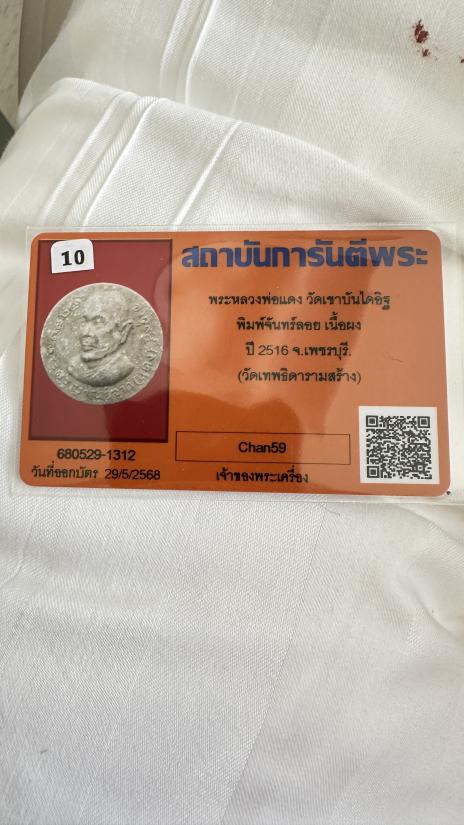 10
สถาบันการันตีพระ
พระหลวงพ่อแดง วัดเขาบันไดอิฐ
พิมพ์จันทร์ลอย เนื้อผง
ปี 2516 จ.เพชรบุรี.
(วัดเทพธิดารามสร้าง)
Chan59
เจ้าของพระเครื่อง
680529-1312
วันที่ออกบัตร 29/5/2568